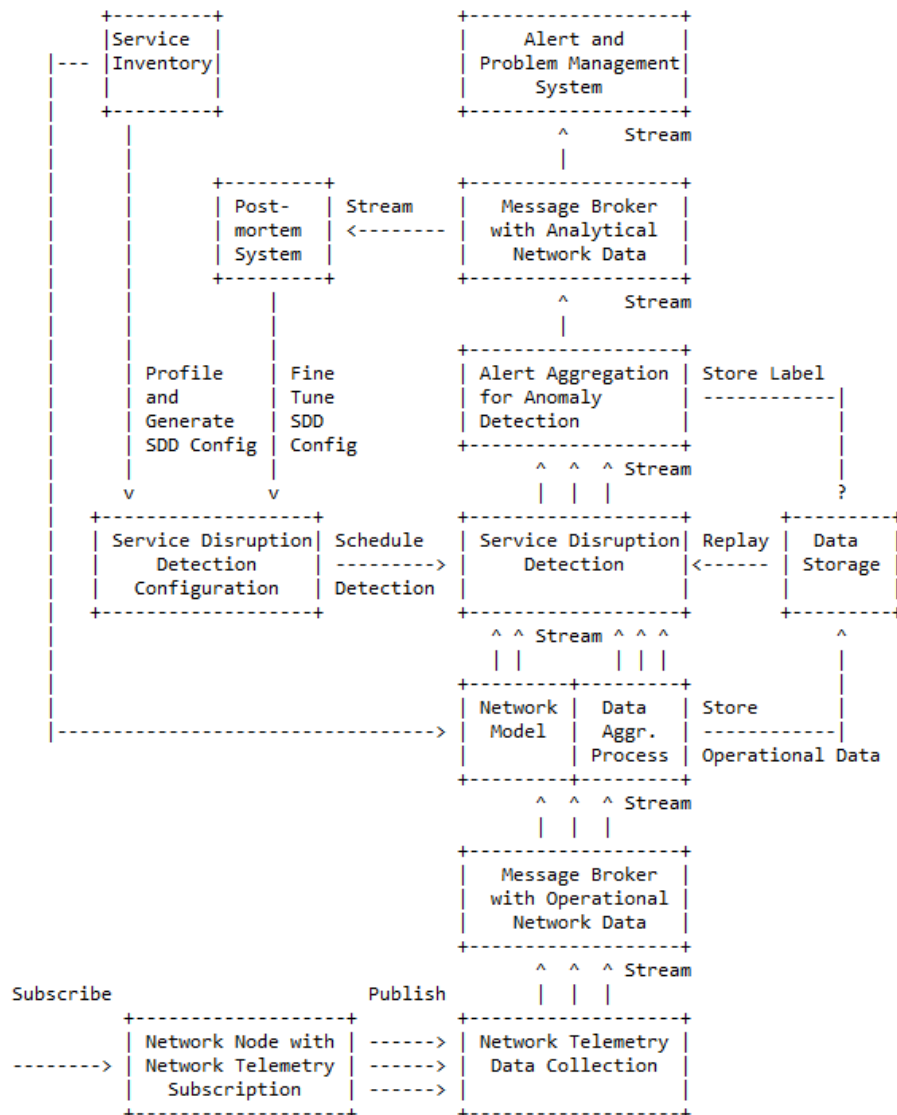 Service
Inventory
Alert and
Problem Management
System
Stream
Post-
mortem
System
Stream
Message Broker
with Analytical
Network Data
Stream
Profile
and
Generate
SDD Config
Fine
Tune
SDD
Config
Alert Aggregation
for Anomaly
Detection
Store Label
Stream
?
Service Disruption
Detection
Configuration
Schedule
Detection
Service Disruption
Detection
Replay
Data
Storage
Stream
Network
Model
Data
Aggr.
Process
Store
Operational Data
Stream
Message Broker
with Operational
Network Data
Stream
Subscribe
Publish
Network Node with
Network Telemetry
Subscription
Network Telemetry
Data Collection